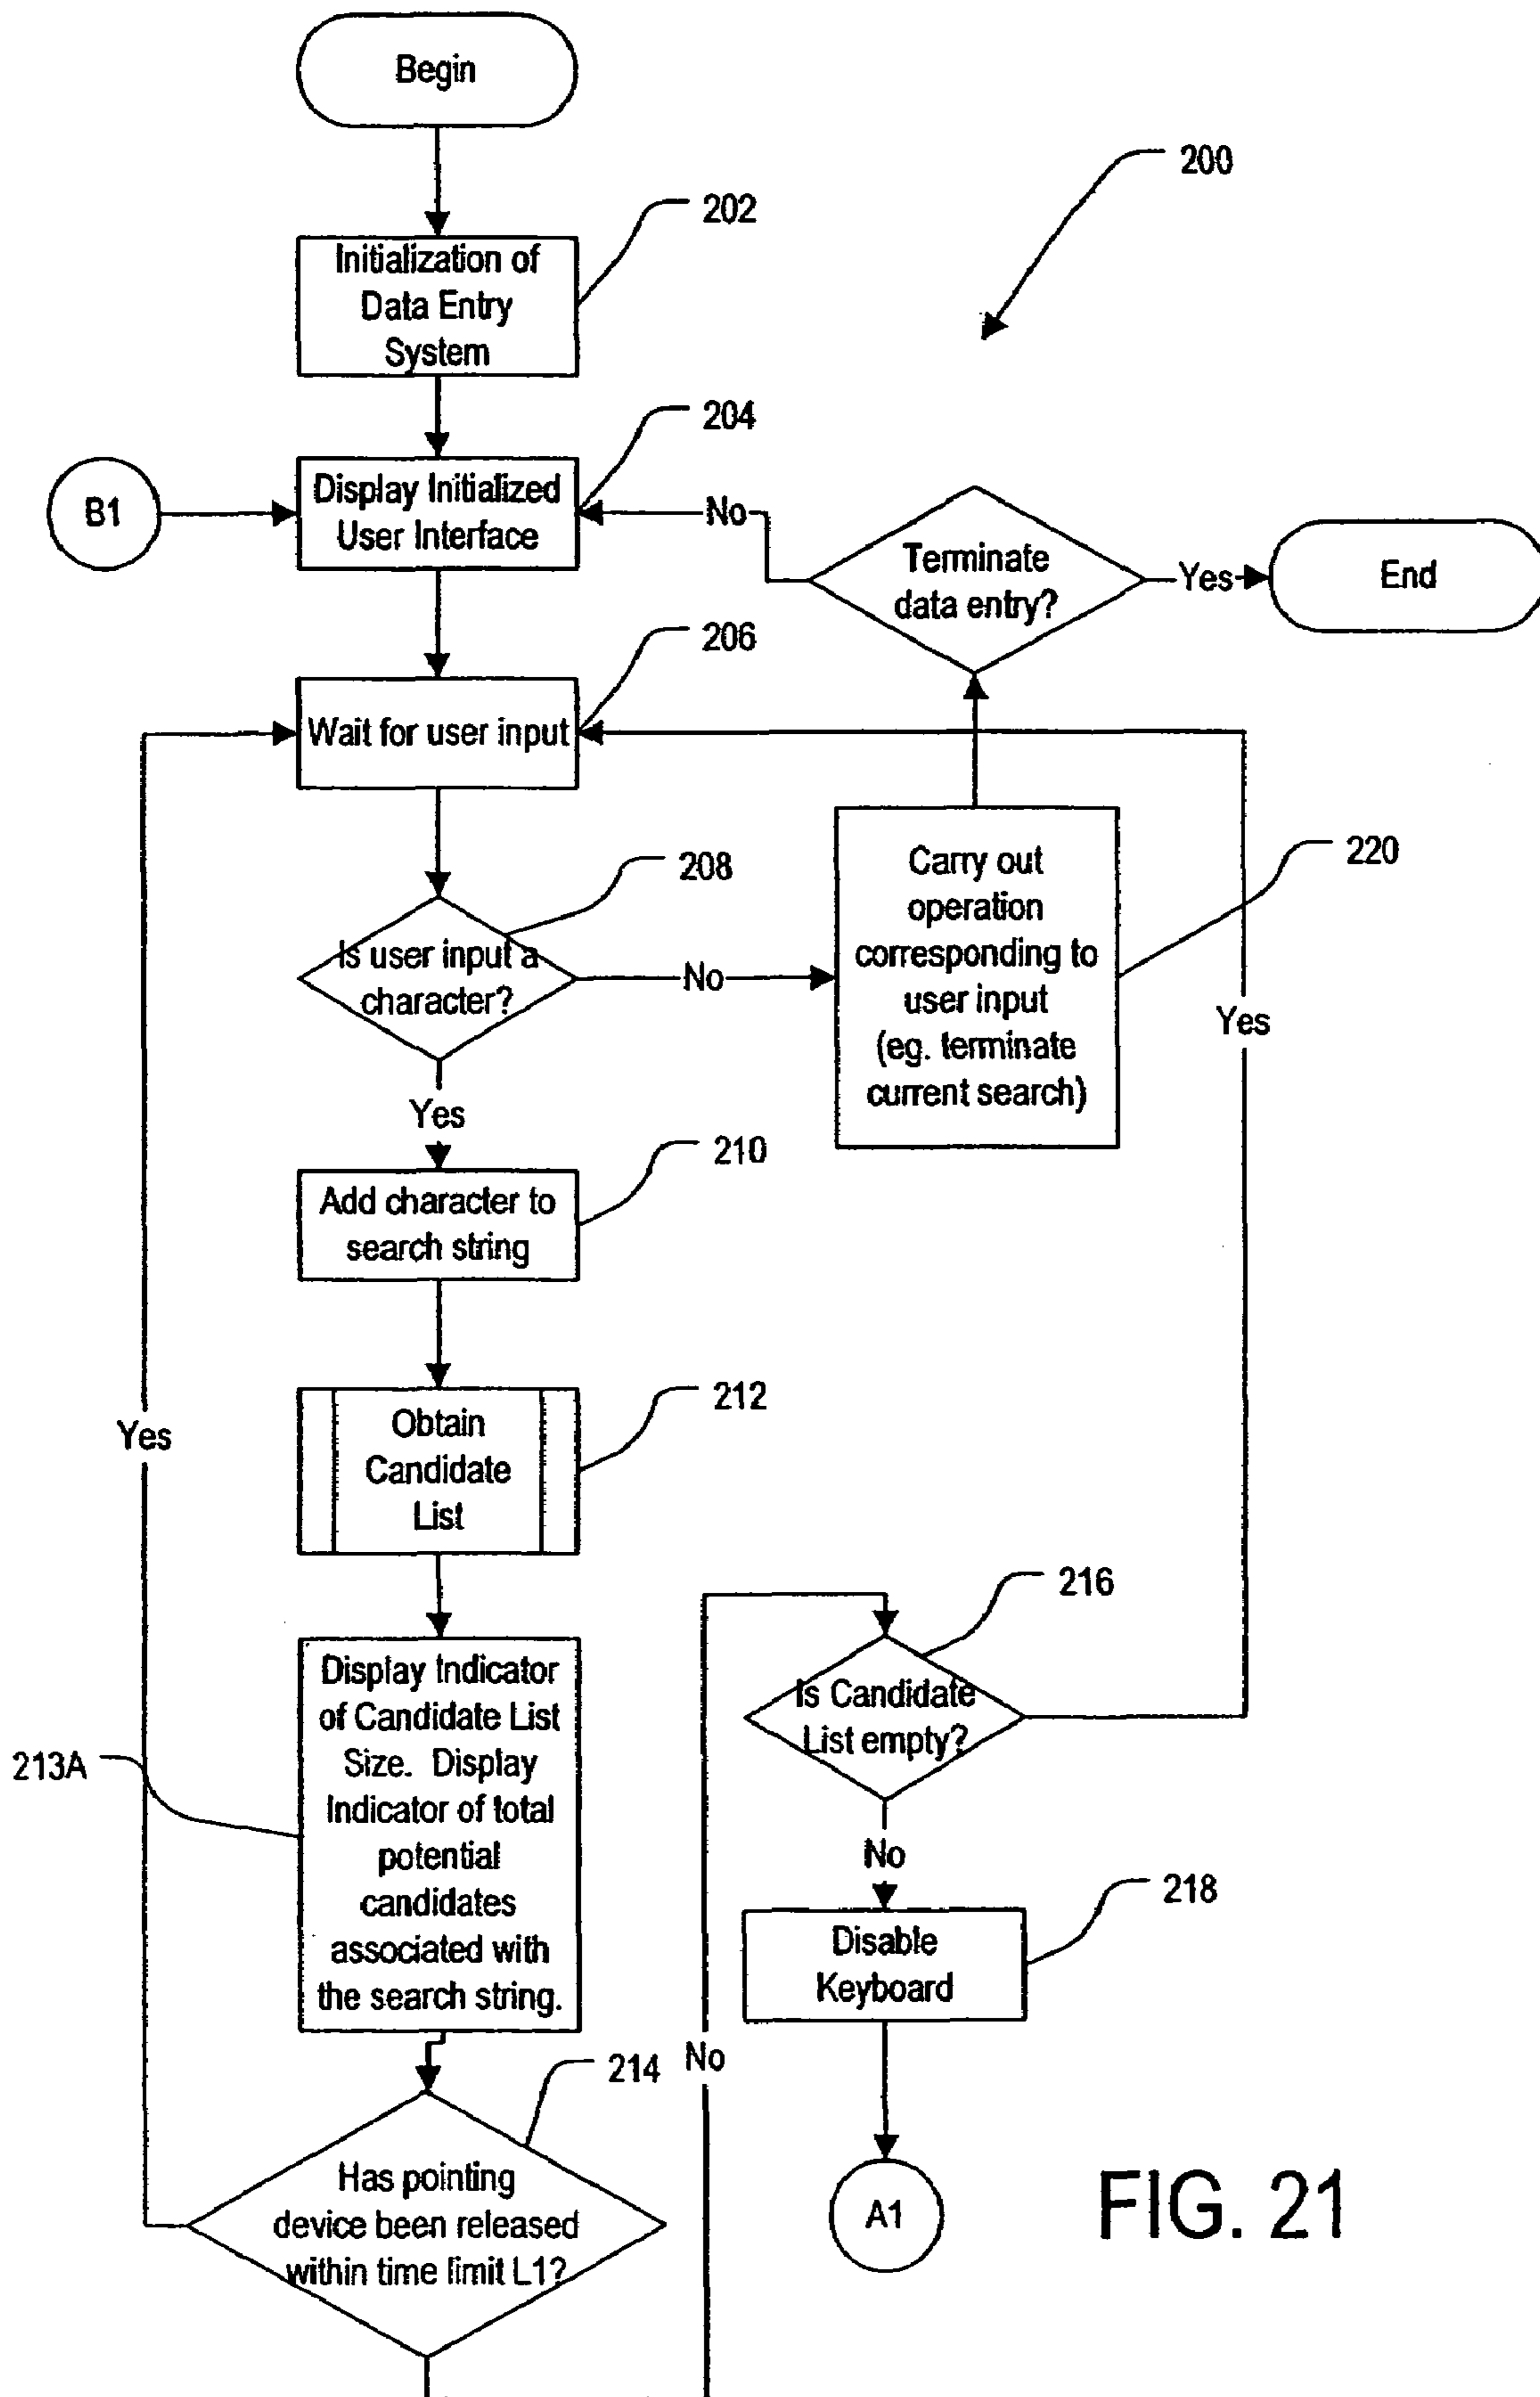 Begin
200
202
Initialization of
Data Entry
System
204
B1
Display Initialized
User Interface
No
Terminate
data entry?
Yes
End
206
Wait for user input
208
Is user input a
character?
No
Carry out
operation
corresponding to
user input
(eg. terminate
current search)
220
Yes
Yes
210
Add character to
search string
212
Obtain
Candidate
List
Yes
216
Is Candidate
List empty?
213A
Display Indicator
of Candidate List
Size. Display
Indicator of total
potential
candidates
associated with
the search string.
No
218
Disable
Keyboard
214
No
Has pointing
device been released
within time limit L1?
A1
FIG. 21